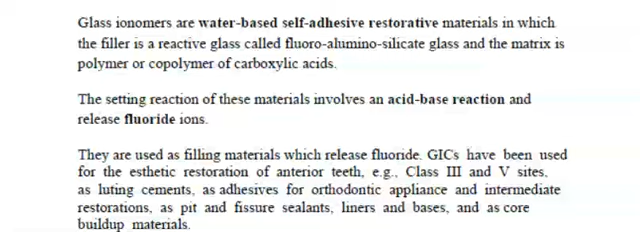 Glass ionomers are water-based self-adhesive restorative materials in which
the filler is a reactive glass called fluoro-alumino-silicate glass and the matrix is
polymer or copolymer of carboxylic acids.
The setting reaction of these materials involves an acid-base reaction and
release fluoride ions.
They are used as filling materials which release fluoride. GICs have been used
for the esthetic restoration of anterior teeth, e.g., Class III and V sites,
as luting cements, as adhesives for orthodontic appliance and intermediate
restorations, as pit and fissure sealants, liners and bases, and as core
buildup materials.